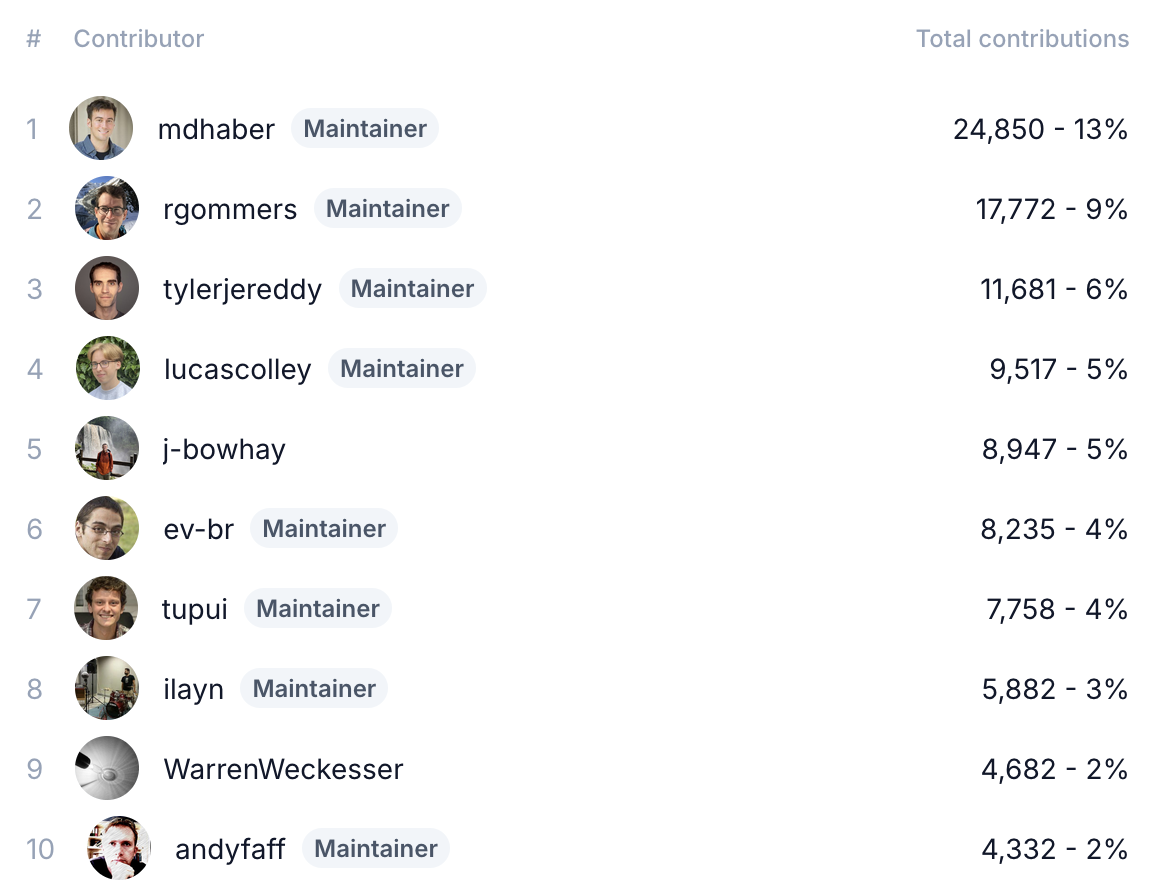 # Contributor Total contributions
1 mdhaber Maintainer 24,850 - 13%
2 rgommers Maintainer 17,772 - 9%
3 tylerjereddy Maintainer 11,681 - 6%
4 lucascolley Maintainer 9,517 - 5%
5 j-bowhay 8,947 - 5%
6 ev-br Maintainer 8,235 - 4%
7 tupui Maintainer 7,758 - 4%
8 ilayn Maintainer 5,882 - 3%
9 WarrenWeckesser 4,682 - 2%
10 andyfaff Maintainer 4,332 - 2%